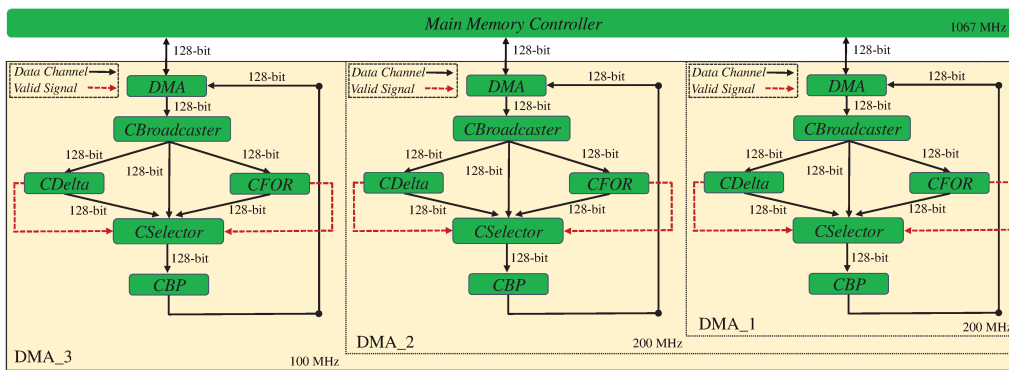 Main Memory Controller
1067 MHz
128-bit
128-bit
128-bit
Data Channel
Valid Signal
DMA
128-bit
128-bit
CBroadcaster
128-bit
128-bit
128-bit
CDelta
CFOR
128-bit
128-bit
CSelector
128-bit
CBP
DMA_3
100 MHz
Data Channel
Valid Signal
DMA
128-bit
128-bit
CBroadcaster
128-bit
128-bit
128-bit
CDelta
CFOR
128-bit
128-bit
CSelector
128-bit
CBP
DMA_2
200 MHz
Data Channel
Valid Signal
DMA
128-bit
128-bit
CBroadcaster
128-bit
128-bit
128-bit
CDelta
CFOR
128-bit
128-bit
CSelector
128-bit
CBP
DMA_1
200 MHz